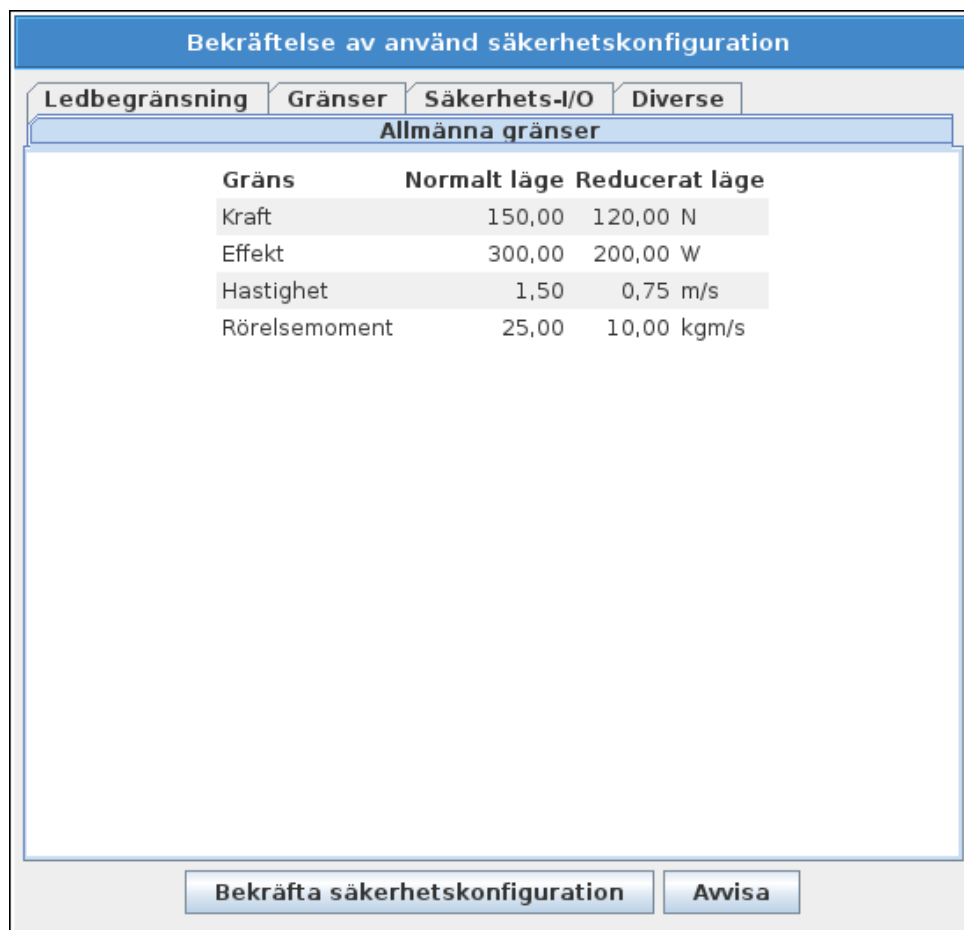 Bekräftelse av använd säkerhetskonfiguration
Ledbegränsning Gränser Säkerhets-I/O Diverse
Allmänna gränser
Gräns Normalt läge Reducerat läge
Kraft 150,00 120,00 N
Effekt 300,00 200,00 W
Hastighet 1,50 0,75 m/s
Rörelsemoment 25,00 10,00 kgm/s
Bekräfta säkerhetskonfiguration Avvisa